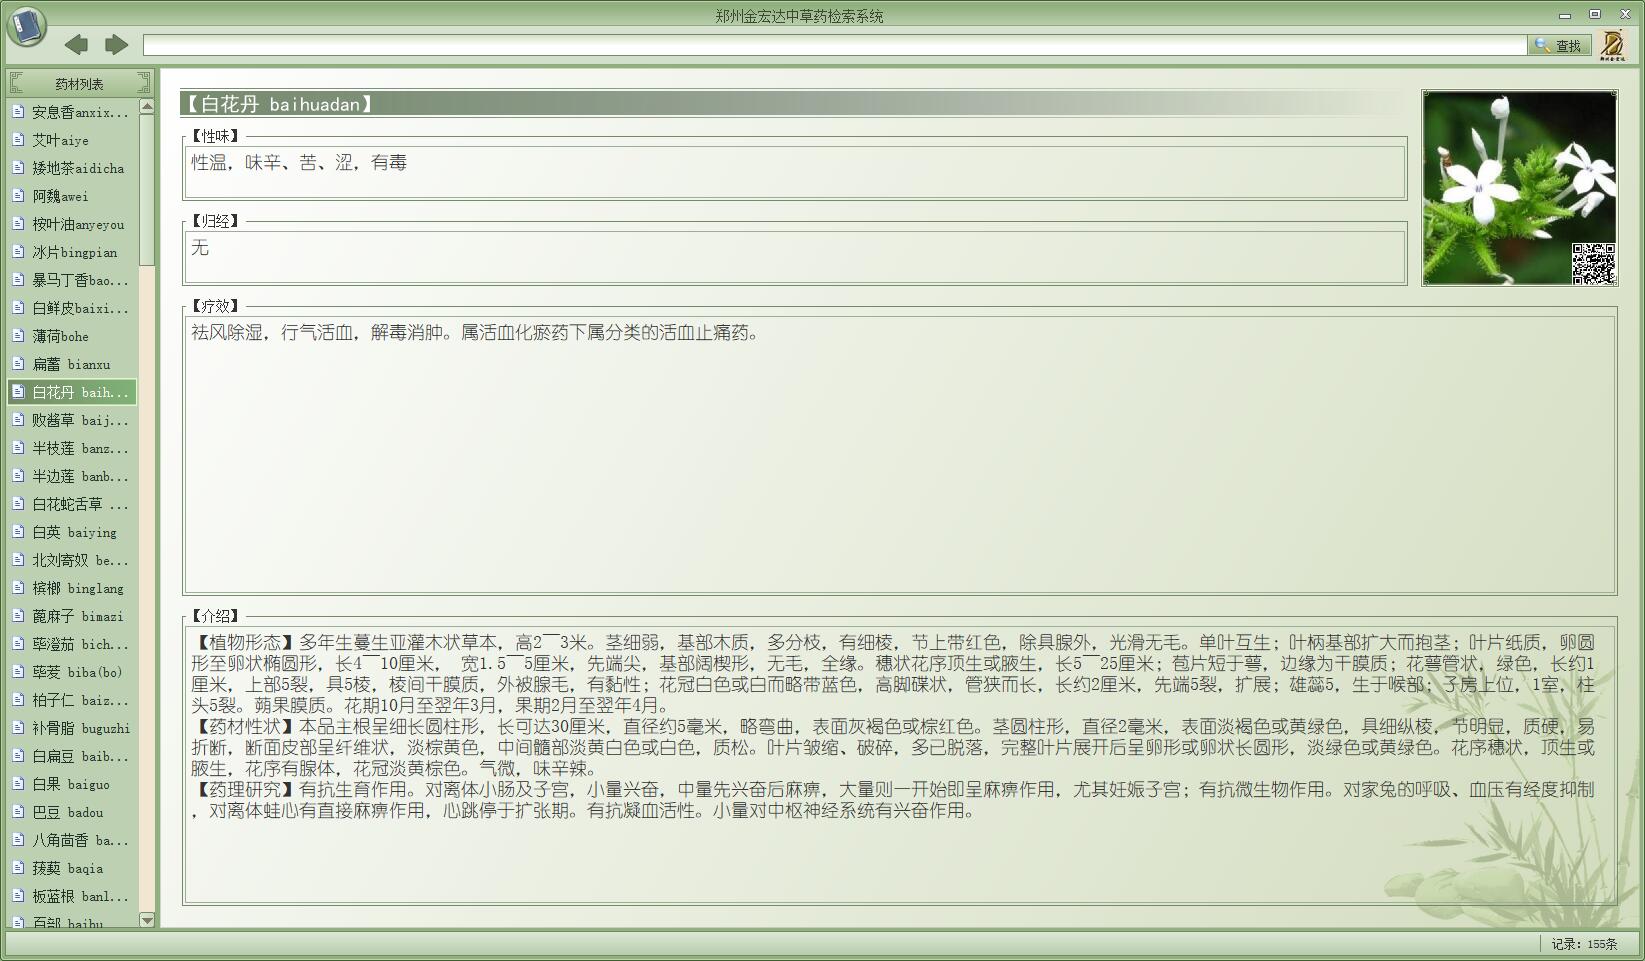 郑州金宏达中草药检索系统
查找
药材列表
安息香anxix...
艾叶aiye
矮地茶aidicha
阿魏awei
桉叶油anyeyou
冰片bingpian
暴马丁香bao...
白鲜皮baixi...
薄荷bohe
扁蓄 bianxu
白花丹 baih...
败酱草 baij...
半枝莲 banz...
半边莲 banb...
白花蛇舌草 ...
白英 baiying
北刘寄奴 be...
槟榔 binglang
蓖麻子 bimazi
荜澄茄 bich...
荜茇 biba(bo)
柏子仁 baiz...
补骨脂 buguzhi
白扁豆 baib...
白果 baiguo
巴豆 badou
八角茴香 ba...
菝葜 baqia
板蓝根 banl...
百部 baibu
【白花丹 baihuadan】
【性味】
性温，味辛、苦、涩，有毒
【归经】
无
【疗效】
祛风除湿，行气活血，解毒消肿。属活血化瘀药下属分类的活血止痛药。
【介绍】
【植物形态】多年生蔓生亚灌木状草本，高2￣3米。茎细弱，基部木质，多分枝，有细棱，节上带红色，除具腺外，光滑无毛。单叶互生；叶柄基部扩大而抱茎；叶片纸质，卵圆
形至卵状椭圆形，长4￣10厘米， 宽1.5￣5厘米，先端尖，基部阔楔形，无毛，全缘。穗状花序顶生或腋生，长5￣25厘米；苞片短于萼，边缘为干膜质；花萼管状，绿色，长约1
厘米，上部5裂，具5棱，棱间干膜质，外被腺毛，有黏性；花冠白色或白而略带蓝色，高脚碟状，管狭而长，长约2厘米，先端5裂，扩展；雄蕊5，生于喉部；子房上位，1室，柱
头5裂。蒴果膜质。花期10月至翌年3月，果期2月至翌年4月。
【药材性状】本品主根呈细长圆柱形，长可达30厘米，直径约5毫米，略弯曲，表面灰褐色或棕红色。茎圆柱形，直径2毫米，表面淡褐色或黄绿色，具细纵棱，节明显，质硬，易
折断，断面皮部呈纤维状，淡棕黄色，中间髓部淡黄白色或白色，质松。叶片皱缩、破碎，多已脱落，完整叶片展开后呈卵形或卵状长圆形，淡绿色或黄绿色。花序穗状，顶生或
腋生，花序有腺体，花冠淡黄棕色。气微，味辛辣。
【药理研究】有抗生育作用。对离体小肠及子宫，小量兴奋，中量先兴奋后麻痹，大量则一开始即呈麻痹作用，尤其妊娠子宫；有抗微生物作用。对家兔的呼吸、血压有经度抑制
，对离体蛙心有直接麻痹作用，心跳停于扩张期。有抗凝血活性。小量对中枢神经系统有兴奋作用。
记录: 155条